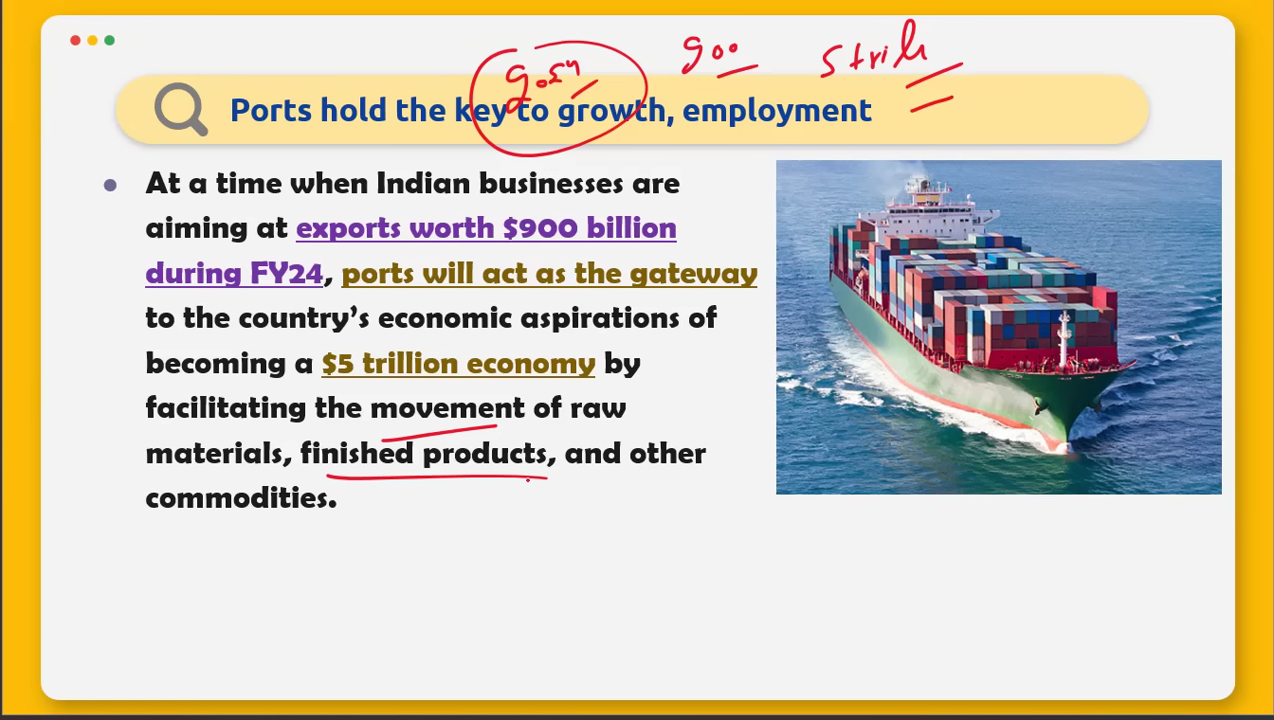 Ports hold the key to growth, employment
At a time when Indian businesses are
aiming at exports worth $900 billion
during FY24, ports will act as the gateway
to the country’s economic aspirations of
becoming a $5 trillion economy by
facilitating the movement of raw
materials, finished products, and other
commodities.